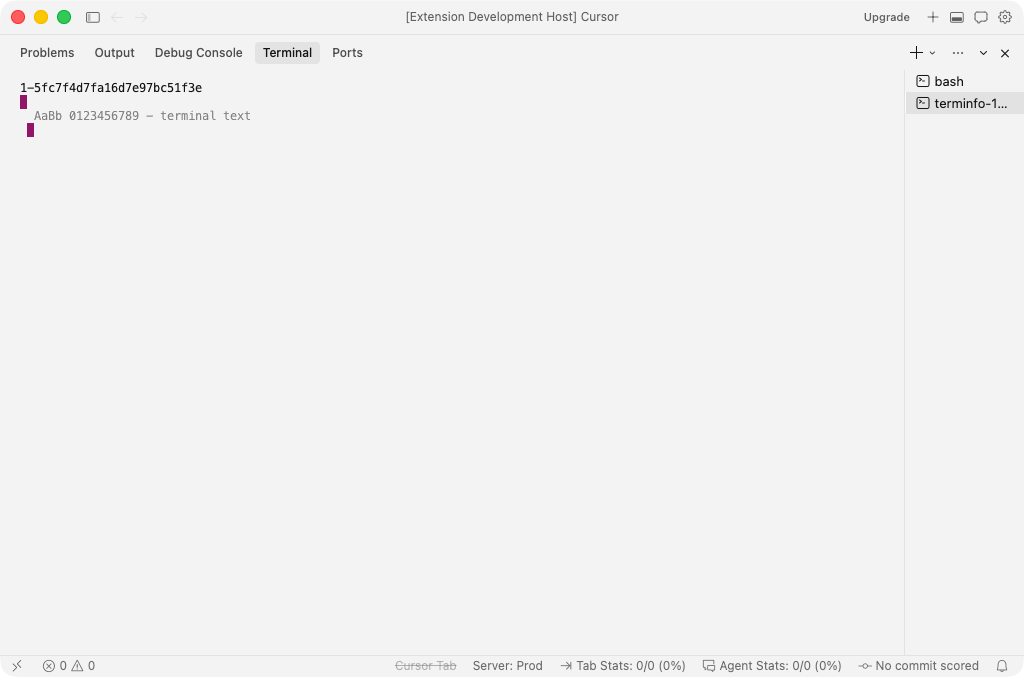 [Extension Development Host] Cursor
Upgrade
Problems Output Debug Console Terminal Ports
1-5fc7f4d7fa16d7e97bc51f3e
AaBb 0123456789 — terminal text
bash
terminfo-1...
0 0 Cursor Tab Server: Prod Tab Stats: 0/0 (0%) Agent Stats: 0/0 (0%) No commit scored